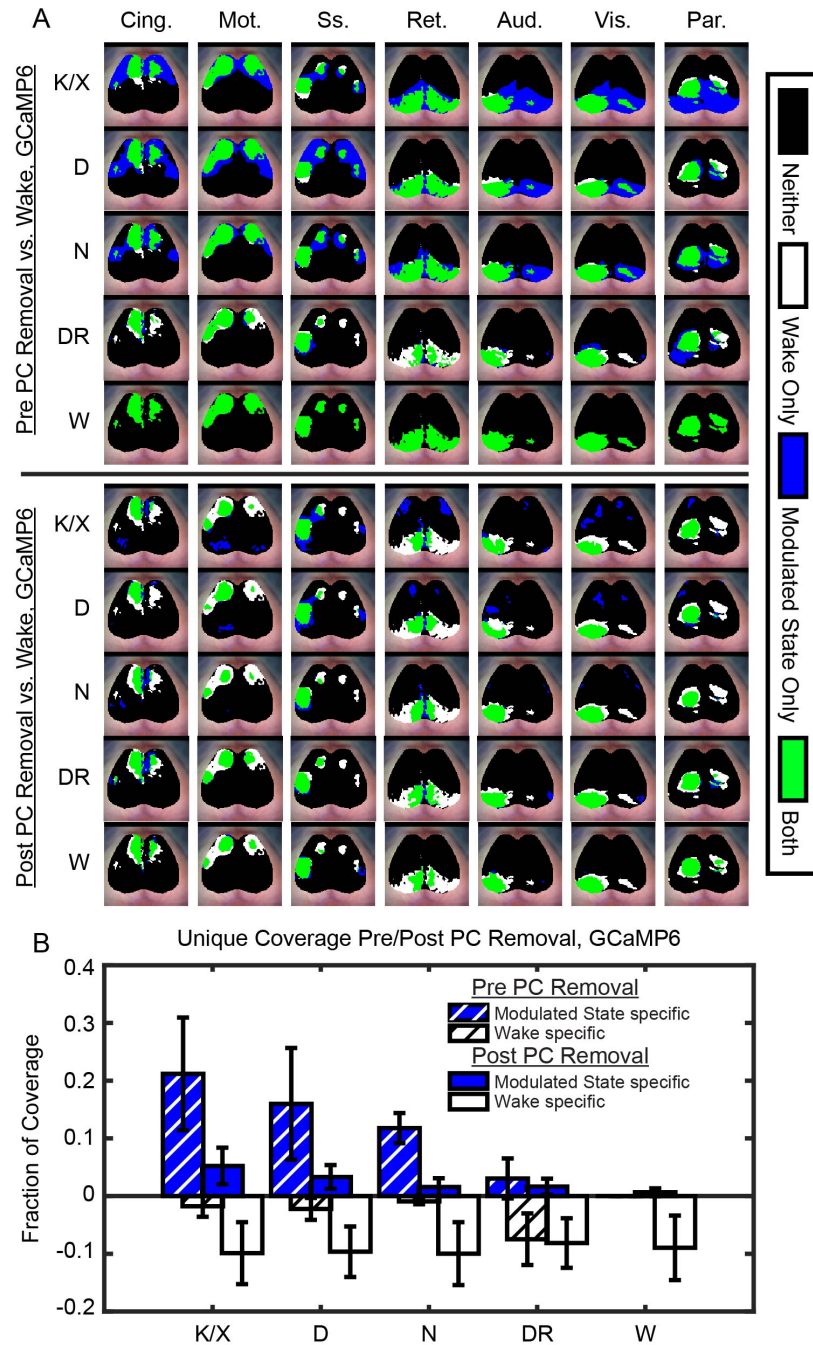 A
Cing. Mot. Ss. Ret. Aud. Vis. Par.
Pre PC Removal vs. Wake, GCaMP6
K/X
D
N
DR
W
Post PC Removal vs. Wake, GCaMP6
K/X
D
N
DR
W
Neither
Wake Only
Modulated State Only
Both
B
Unique Coverage Pre/Post PC Removal, GCaMP6
Fraction of Coverage
0.4
0.3
0.2
0.1
0
-0.1
-0.2
Pre PC Removal
Modulated State specific
Wake specific
Post PC Removal
Modulated State specific
Wake specific
K/X D N DR W